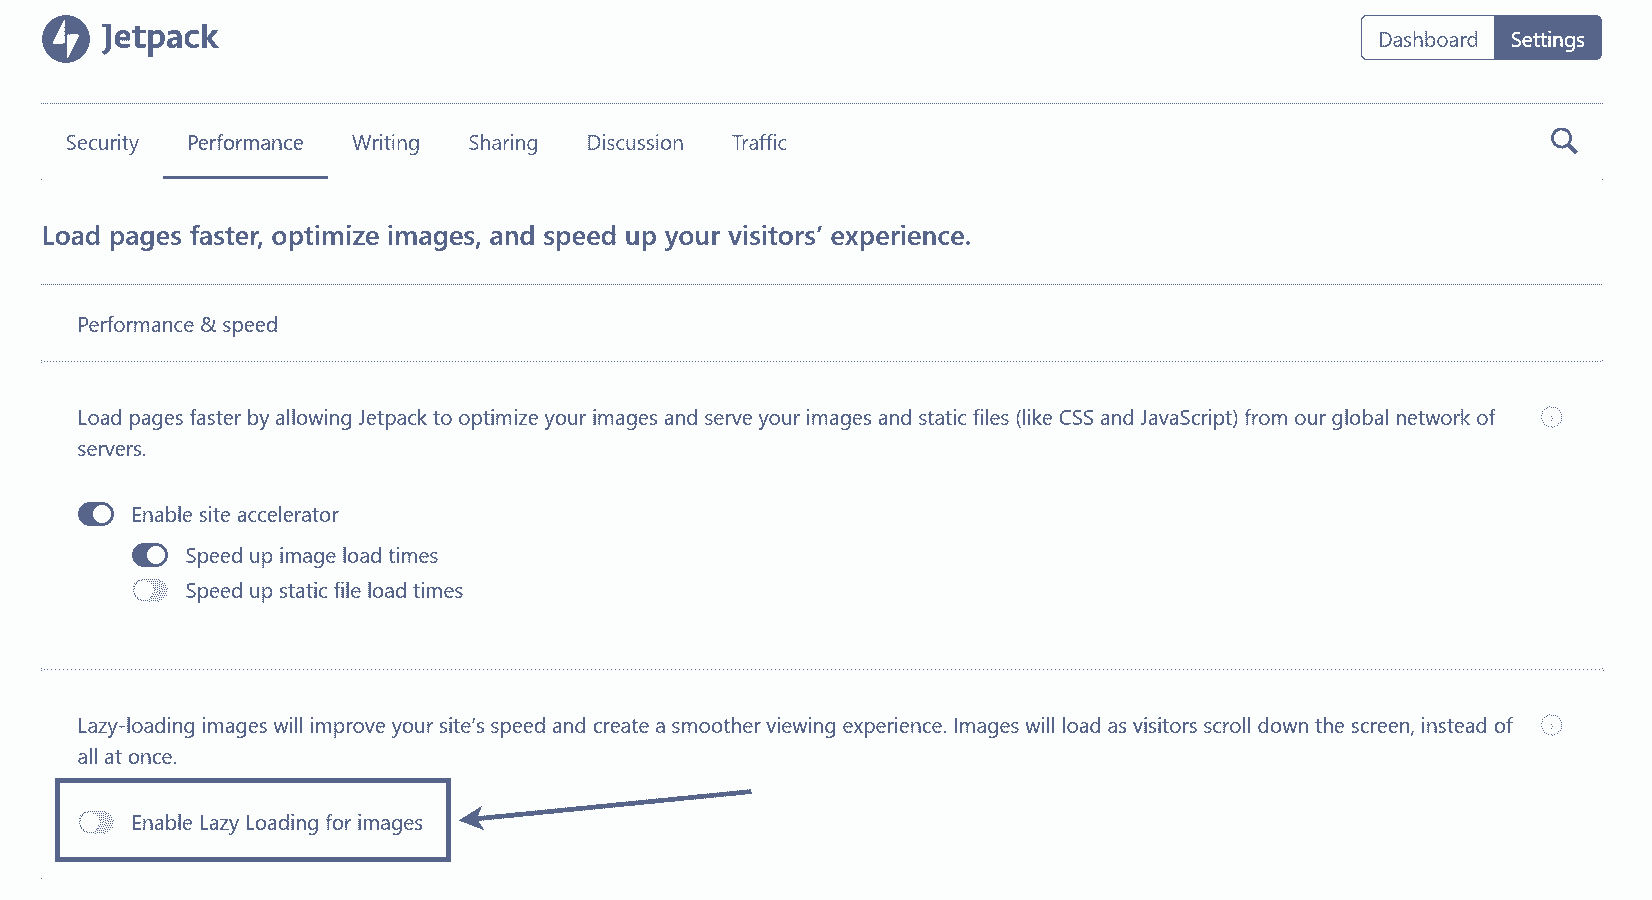 Jetpack
Dashboard Settings
Security Performance Writing Sharing Discussion Traffic
Load pages faster, optimize images, and speed up your visitors’ experience.
Performance & speed
Load pages faster by allowing Jetpack to optimize your images and serve your images and static files (like CSS and JavaScript) from our global network of
servers.
Enable site accelerator
Speed up image load times
Speed up static file load times
Lazy-loading images will improve your site’s speed and create a smoother viewing experience. Images will load as visitors scroll down the screen, instead of
all at once.
Enable Lazy Loading for images